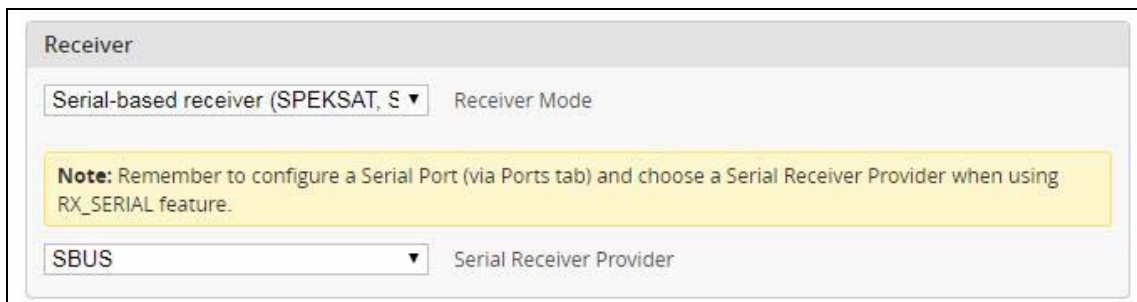 Receiver
Serial-based receiver (SPEKSAT, S
Receiver Mode
Note: Remember to configure a Serial Port (via Ports tab) and choose a Serial Receiver Provider when using
RX_SERIAL feature.
SBUS
Serial Receiver Provider